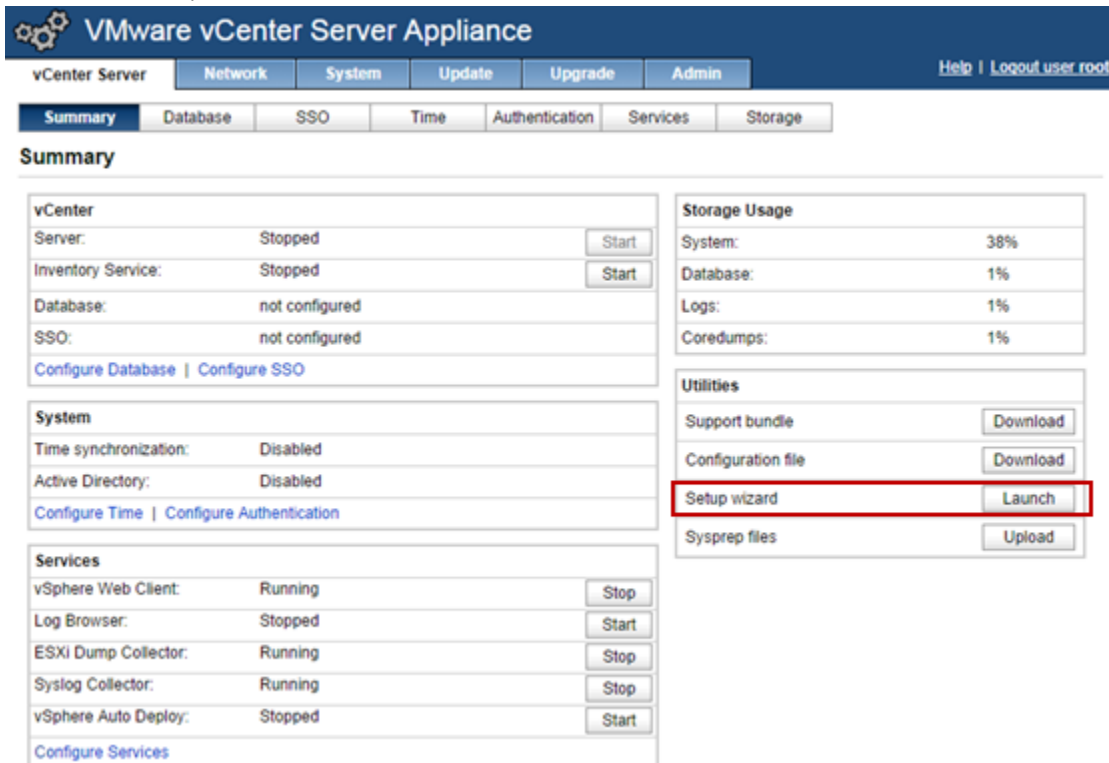 VMware vCenter Server Appliance
vCenter Server Network System Update Upgrade Admin Help | Logout user root
Summary Database SSO Time Authentication Services Storage
Summary
vCenter
Server: Stopped Start
Inventory Service: Stopped Start
Database: not configured
SSO: not configured
Configure Database | Configure SSO
System
Time synchronization: Disabled
Active Directory: Disabled
Configure Time | Configure Authentication
Services
vSphere Web Client: Running Stop
Log Browser: Stopped Start
ESXi Dump Collector: Running Stop
Syslog Collector: Running Stop
vSphere Auto Deploy: Stopped Start
Configure Services
Storage Usage
System: 38%
Database: 1%
Logs: 1%
Coredumps: 1%
Utilities
Support bundle Download
Configuration file Download
Setup wizard Launch
Sysprep files Upload